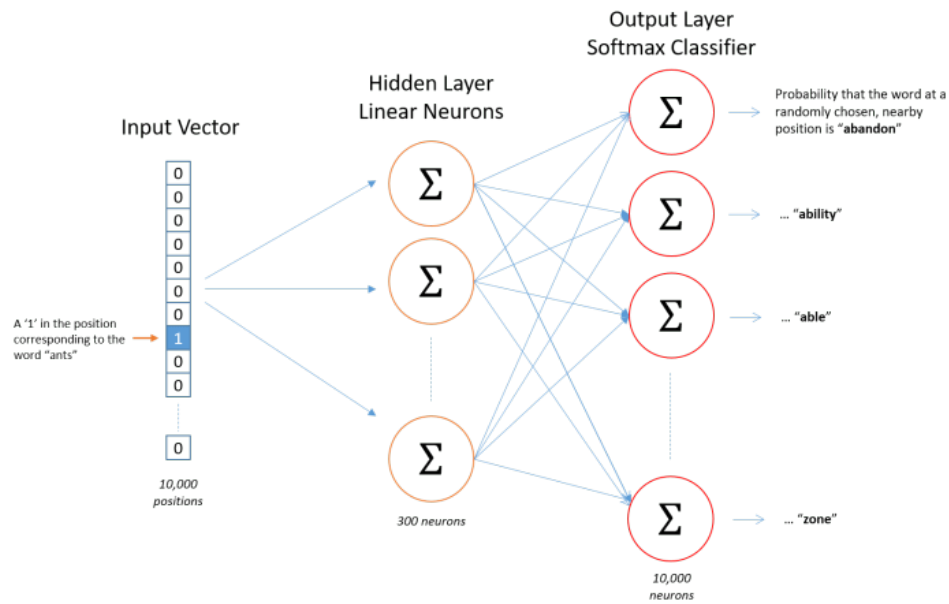 Output Layer
Softmax Classifier
Hidden Layer
Linear Neurons
Input Vector
0
0
0
0
0
0
0
1
0
0
0
A ‘1’ in the position
corresponding to the
word “ants”
10,000
positions
Σ
Σ
Σ
300 neurons
Σ
Σ
Σ
Σ
10,000
neurons
Probability that the word at a
randomly chosen, nearby
position is “abandon”
... “ability”
... “able”
... “zone”